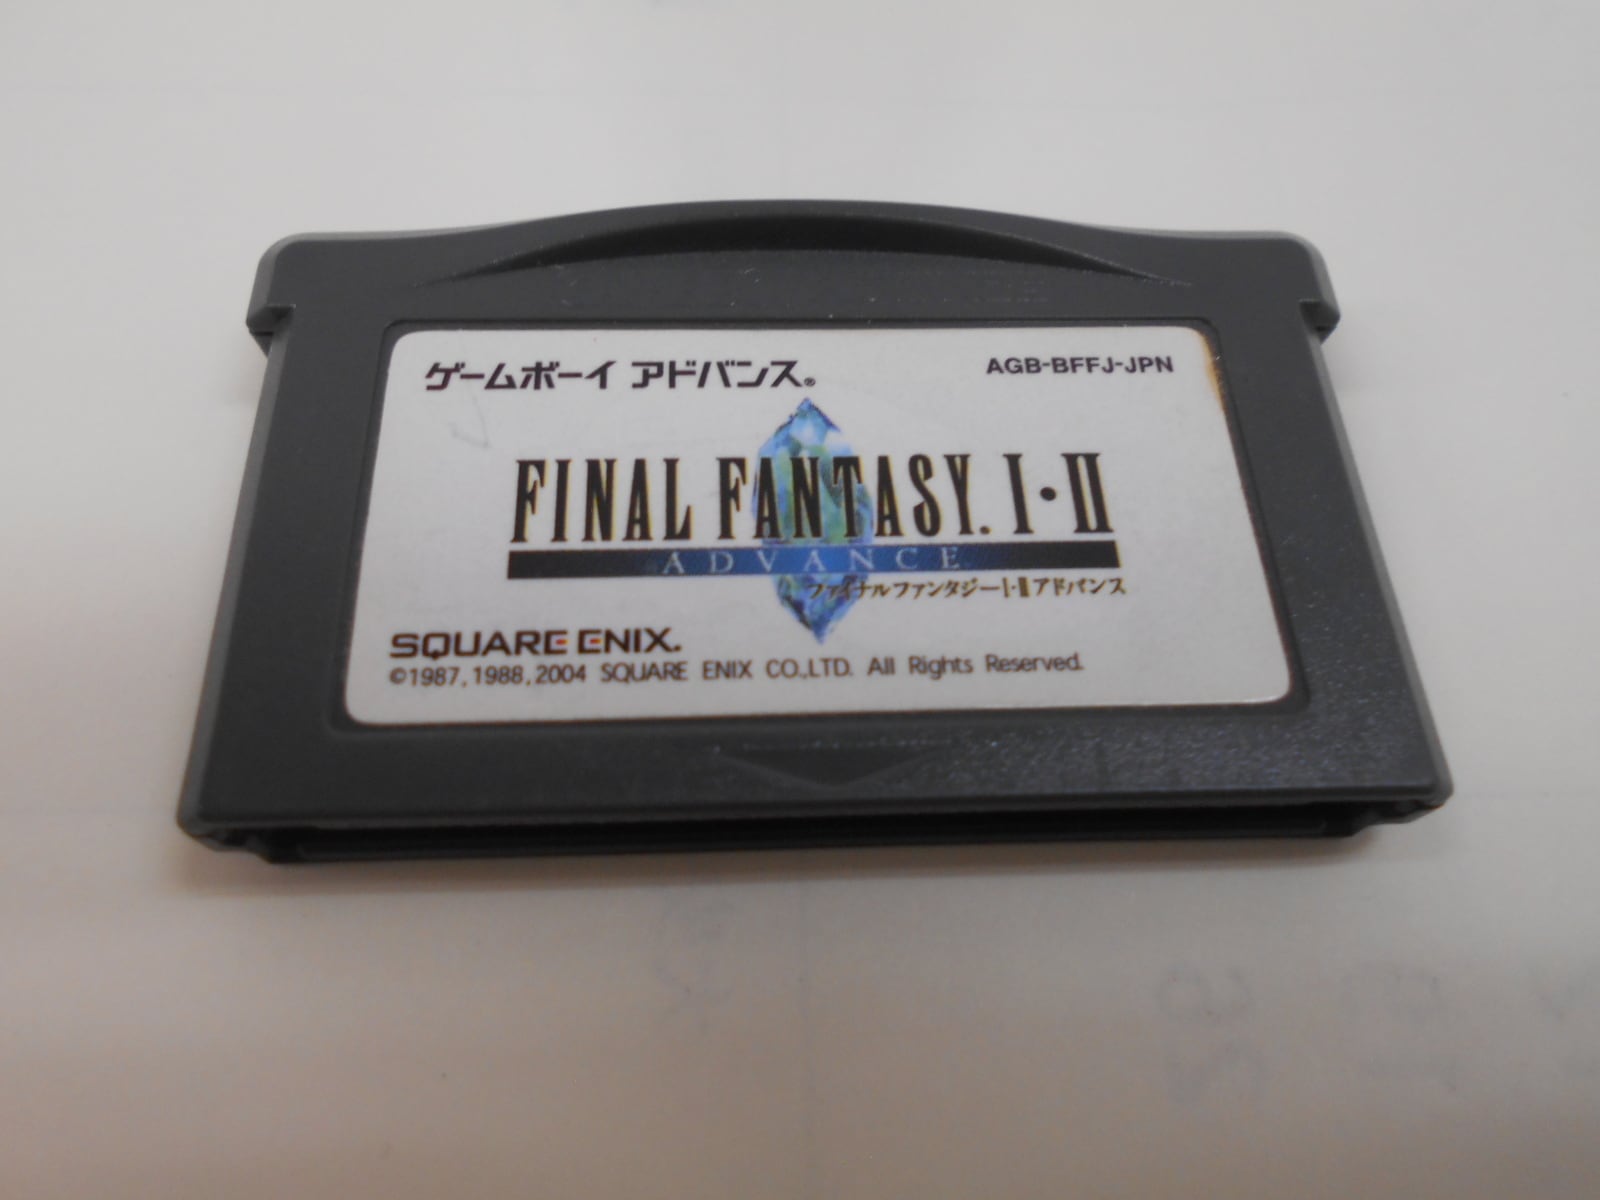 ゲームボーイ アドバンス®
AGB-BFFJ-JPN
FINAL FANTASY. I・II
ADVANCE
ファイナルファンタジーI・IIアドバンス
SQUARE ENIX.
©1987, 1988, 2004 SQUARE ENIX CO.,LTD. All Rights Reserved.